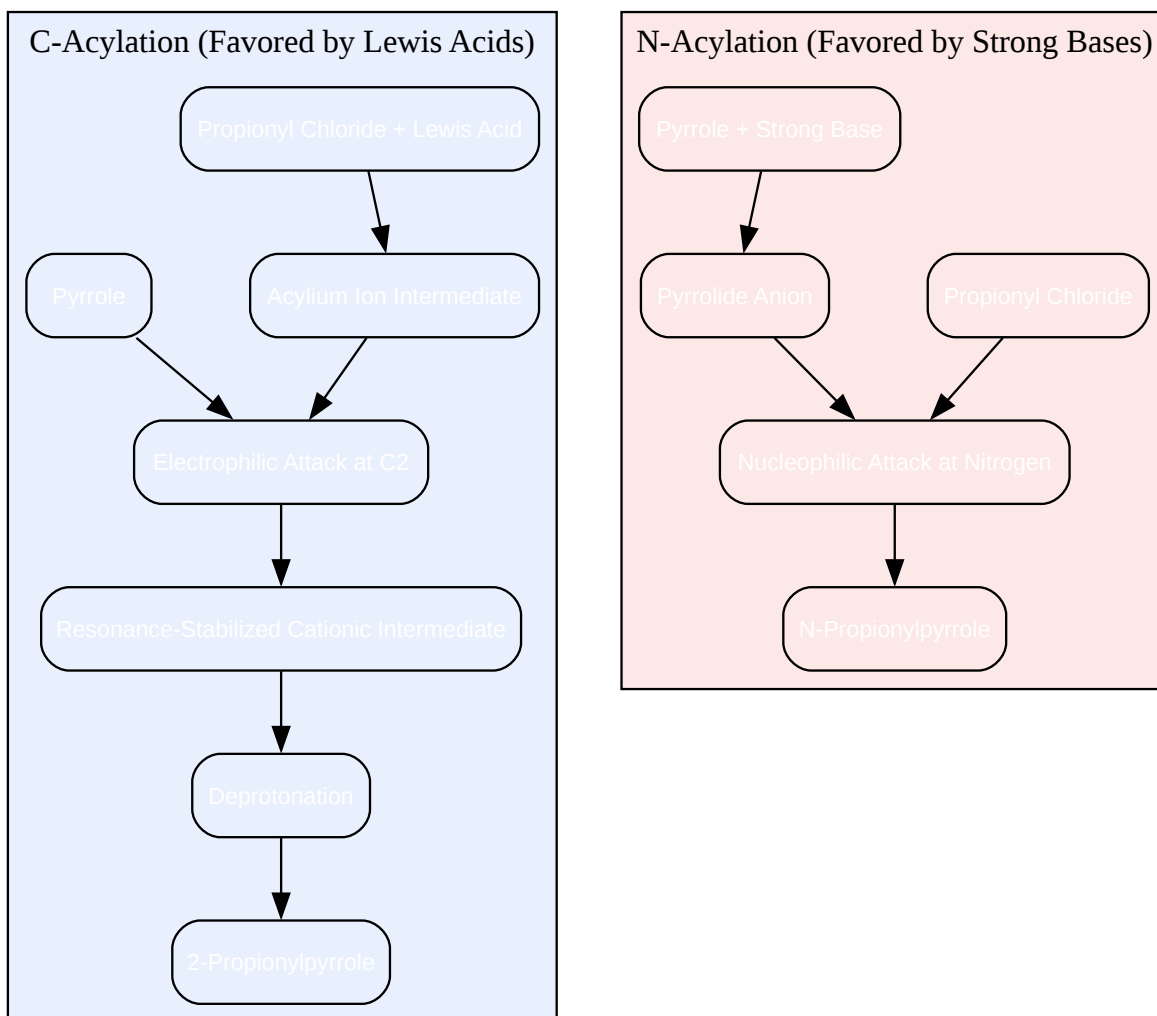 C-Acylation (Favored by Lewis Acids)
Propionyl Chloride + Lewis Acid
Pyrrole
Acylium Ion Intermediate
Electrophilic Attack at C2
Resonance-Stabilized Cationic Intermediate
Deprotonation
2-Propionylpyrrole
N-Acylation (Favored by Strong Bases)
Pyrrole + Strong Base
Pyrrolide Anion
Propionyl Chloride
Nucleophilic Attack at Nitrogen
N-Propionylpyrrole